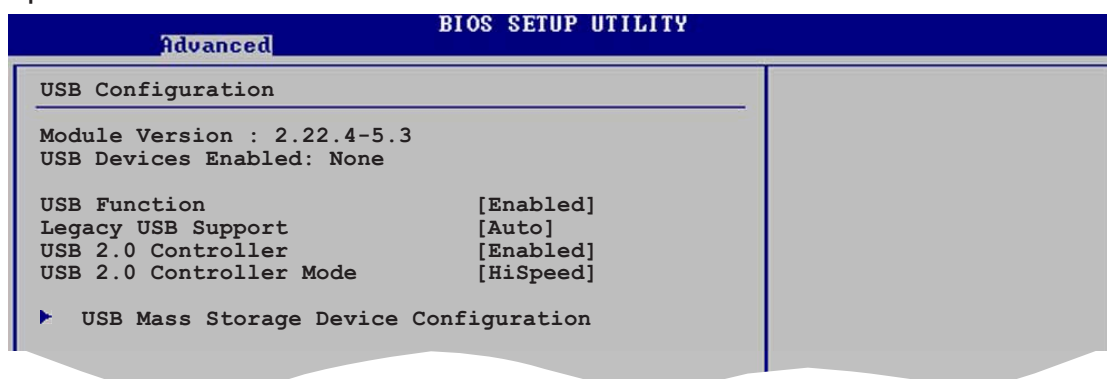 BIOS SETUP UTILITY
Advanced
USB Configuration
Module Version : 2.22.4-5.3
USB Devices Enabled: None
USB Function [Enabled]
Legacy USB Support [Auto]
USB 2.0 Controller [Enabled]
USB 2.0 Controller Mode [HiSpeed]
USB Mass Storage Device Configuration